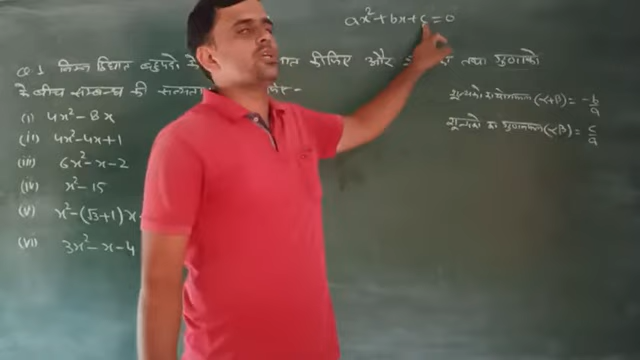 ax²+bx+c=0
Q.1 निम्न द्विघात बहुपदों के कीजिए और तथा गुणांकों
के बीच सम्बन्ध की सत्यता
(i) 4x²-8x
(ii) 4x²-4x+1
(iii) 6x²-x-2
(iv) x²-15
(v) x²-(√3+1)x
(vi) 3x²-x-4
शून्यकों का योगफल (α+β) = -b/a
शून्यकों का गुणनफल (αβ) = c/a